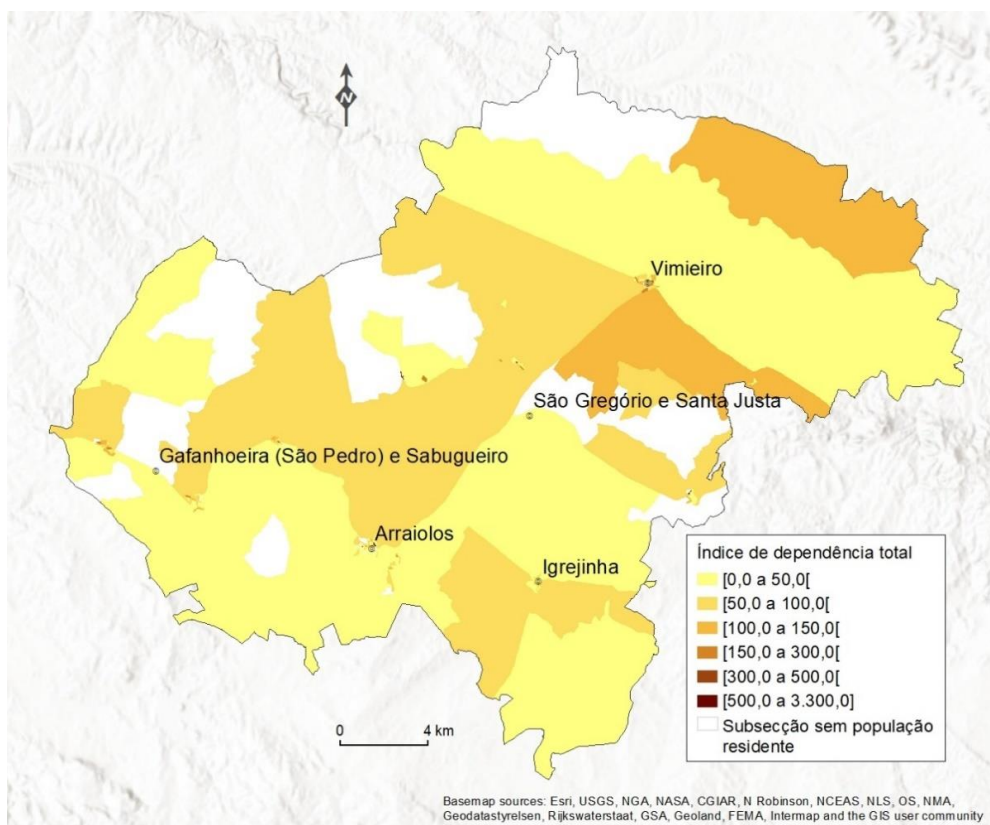 N
Vimieiro
São Gregório e Santa Justa
Gafanhoeira (São Pedro) e Sabugueiro
Arraiolos
Igrejinha
Índice de dependência total
[0,0 a 50,0[
[50,0 a 100,0[
[100,0 a 150,0[
[150,0 a 300,0[
[300,0 a 500,0[
[500,0 a 3.300,0]
Subsecção sem população
residente
0 4 km
Basemap sources: Esri, USGS, NGA, NASA, CGIAR, N Robinson, NCEAS, NLS, OS, NMA,
Geodatastyrelsen, Rijkswaterstaat, GSA, Geoland, FEMA, Intermap and the GIS user community